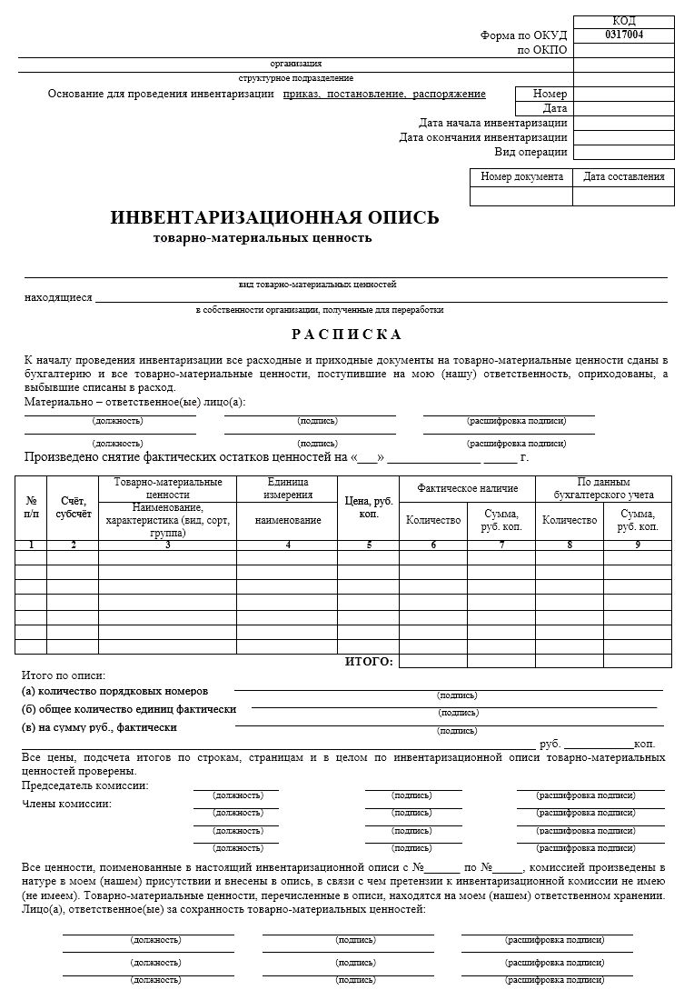 КОД
Форма по ОКУД 0317004
по ОКПО
организация
структурное подразделение
Основание для проведения инвентаризации приказ, постановление, распоряжение Номер
Дата
Дата начала инвентаризации
Дата окончания инвентаризации
Вид операции
Номер документа Дата составления
ИНВЕНТАРИЗАЦИОННАЯ ОПИСЬ
товарно-материальных ценность
вид товарно-материальных ценностей
находящиеся
в собственности организации, полученные для переработки
Р А С П И С К А
К началу проведения инвентаризации все расходные и приходные документы на товарно-материальные ценности сданы в
бухгалтерию и все товарно-материальные ценности, поступившие на мою (нашу) ответственность, оприходованы, а
выбывшие списаны в расход.
Материально – ответственное(ые) лицо(а):
(должность) (подпись) (расшифровка подписи)
(должность) (подпись) (расшифровка подписи)
Произведено снятие фактических остатков ценностей на «___» ______________ _____ г.
№ п/п Счёт, субсчёт Товарно-материальные ценности Единица измерения Цена, руб. коп. Фактическое наличие По данным бухгалтерского учета
Наименование, характеристика (вид, сорт, группа) наименование Количество Сумма, руб. коп. Количество Сумма, руб. коп.
1 2 3 4 5 6 7 8 9
ИТОГО:
Итого по описи:
(а) количество порядковых номеров
(подпись)
(б) общее количество единиц фактически
(подпись)
(в) на сумму руб., фактически
(подпись)
руб. ____________коп.
Все цены, подсчета итогов по строкам, страницам и в целом по инвентаризационной описи товарно-материальных
ценностей проверены.
Председатель комиссии:
(должность) (подпись) (расшифровка подписи)
Члены комиссии:
(должность) (подпись) (расшифровка подписи)
(должность) (подпись) (расшифровка подписи)
(должность) (подпись) (расшифровка подписи)
Все ценности, поименованные в настоящий инвентаризационной описи с №______ по №_____, комиссией произведены в
натуре в моем (нашем) присутствии и внесены в опись, в связи с чем претензии к инвентаризационной комиссии не имею
(не имеем). Товарно-материальные ценности, перечисленные в описи, находятся на моем (нашем) ответственном хранении.
Лицо(а), ответственное(ые) за сохранность товарно-материальных ценностей:
(должность) (подпись) (расшифровка подписи)
(должность) (подпись) (расшифровка подписи)
(должность) (подпись) (расшифровка подписи)